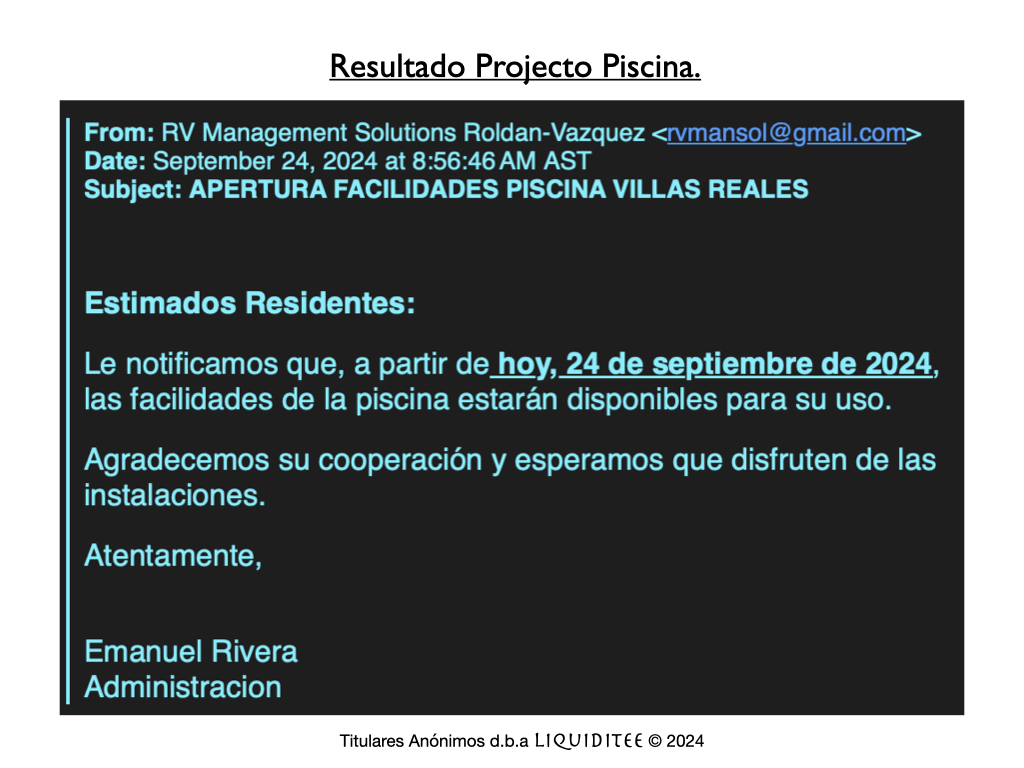 Resultado Projecto Piscina.
From: RV Management Solutions Roldan-Vazquez <rvmansol@gmail.com>
Date: September 24, 2024 at 8:56:46 AM AST
Subject: APERTURA FACILIDADES PISCINA VILLAS REALES
Estimados Residentes:
Le notificamos que, a partir de hoy, 24 de septiembre de 2024,
las facilidades de la piscina estarán disponibles para su uso.
Agradecemos su cooperación y esperamos que disfruten de las
instalaciones.
Atentamente,
Emanuel Rivera
Administracion
Titulares Anónimos d.b.a LIQUIDITEE © 2024